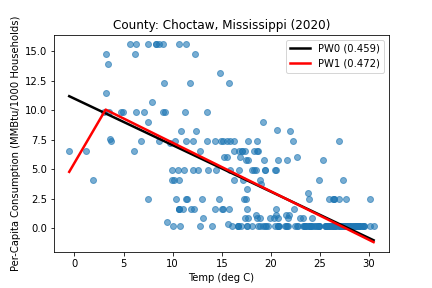 County: Choctaw, Mississippi (2020)
PW0 (0.459)
PW1 (0.472)
Per-Capita Consumption (MMBtu/1000 Households)
15.0
12.5
10.0
7.5
5.0
2.5
0.0
0 5 10 15 20 25 30
Temp (deg C)